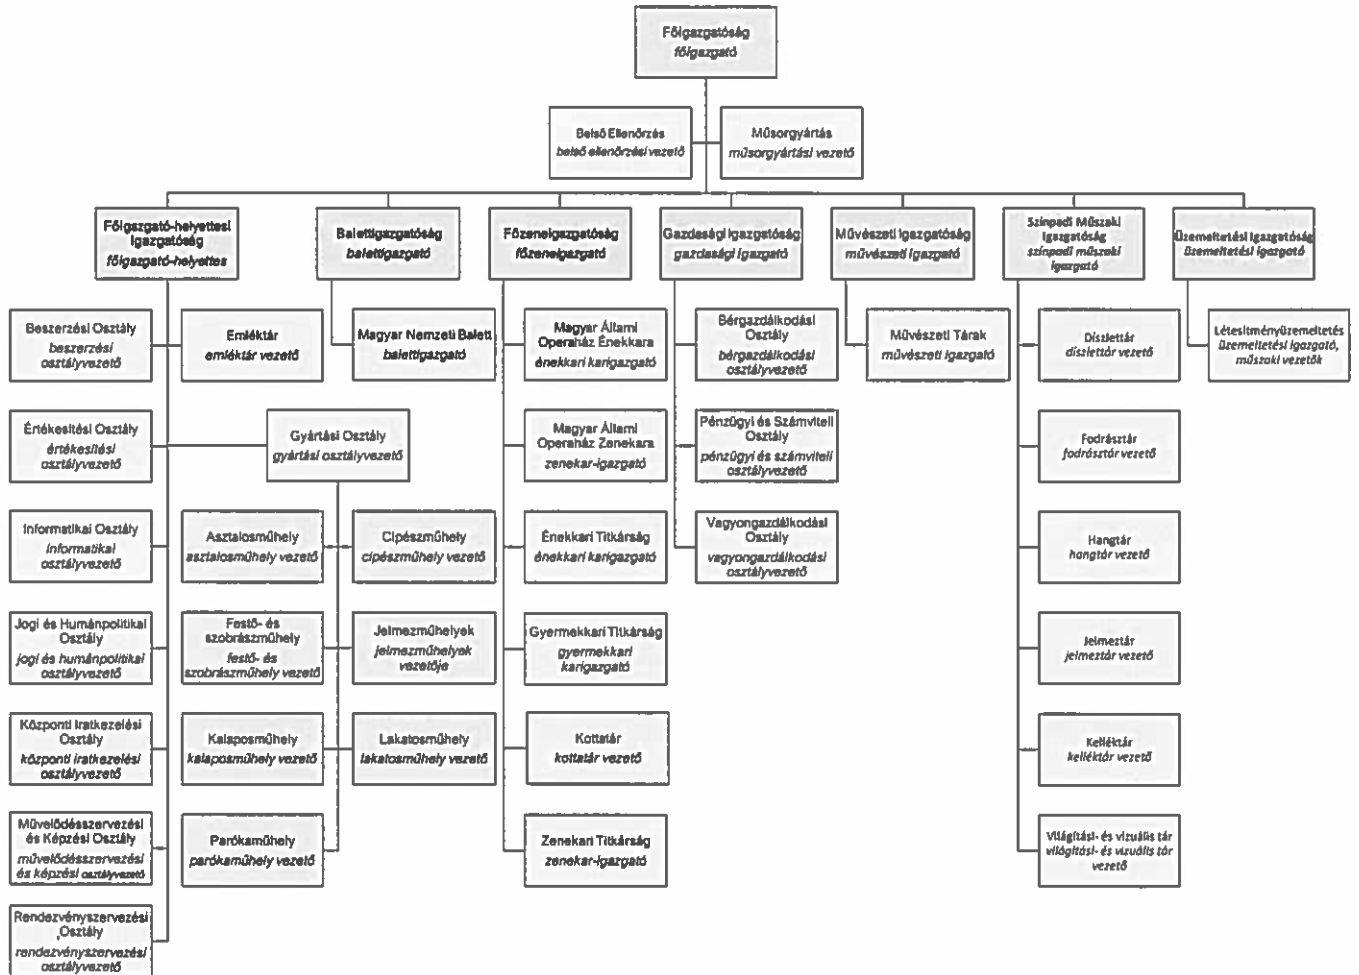 Főigazgatóság
főigazgató
Belső Ellenőrzés
belső ellenőrzési vezető
Műsorgyártás
műsorgyártási vezető
Főigazgató-helyettesi
Igazgatóság
főigazgató-helyettes
Balettigazgatóság
balettigazgató
Főzeneigazgatóság
főzeneigazgató
Gazdasági Igazgatóság
gazdasági igazgató
Művészeti Igazgatóság
művészeti igazgató
Színpadi Műszaki
Igazgatóság
színpadi műszaki
igazgató
Üzemeltetési Igazgatóság
üzemeltetési igazgató
Beszerzési Osztály
beszerzési
osztályvezető
Emléktár
emléktár vezető
Magyar Nemzeti Balett
balettigazgató
Magyar Állami
Operaház Énekkara
énekkari karigazgató
Bérgazdálkodási
Osztály
bérgazdálkodási
osztályvezető
Művészeti Tárak
művészeti igazgató
Díszlettár
díszlettár vezető
Létesítményüzemeltetés
üzemeltetési igazgató,
műszaki vezetők
Értékesítési Osztály
értékesítési
osztályvezető
Gyártási Osztály
gyártási osztályvezető
Magyar Állami
Operaház Zenekara
zenekar-igazgató
Pénzügyi és Számviteli
Osztály
pénzügyi és számviteli
osztályvezető
Fodrásztár
fodrásztár vezető
Informatikai Osztály
informatikai
osztályvezető
Asztalosműhely
asztalosműhely vezető
Cipészműhely
cipészműhely vezető
Énekkari Titkárság
énekkari karigazgató
Vagyongazdálkodási
Osztály
vagyongazdálkodási
osztályvezető
Hangtár
hangtár vezető
Jogi és Humánpolitikai
Osztály
jogi és humánpolitikai
osztályvezető
Festő- és
szobrászműhely
festő- és
szobrászműhely vezető
Jelmezműhelyek
jelmezműhelyek
vezetője
Gyermekkari Titkárság
gyermekkari
karigazgató
Jelmeztár
jelmeztár vezető
Központi Iratkezelési
Osztály
központi iratkezelési
osztályvezető
Kalaposműhely
kalaposműhely vezető
Lakatosműhely
lakatosműhely vezető
Kottatár
kottatár vezető
Kelléktár
kelléktár vezető
Művelődésszervezési
és Képzési Osztály
művelődésszervezési
és képzési osztályvezető
Parókaműhely
parókaműhely vezető
Zenekari Titkárság
zenekar-igazgató
Világítási- és vizuális tár
világítási- és vizuális tár
vezető
Rendezvényszervezési
Osztály
rendezvényszervezési
osztályvezető